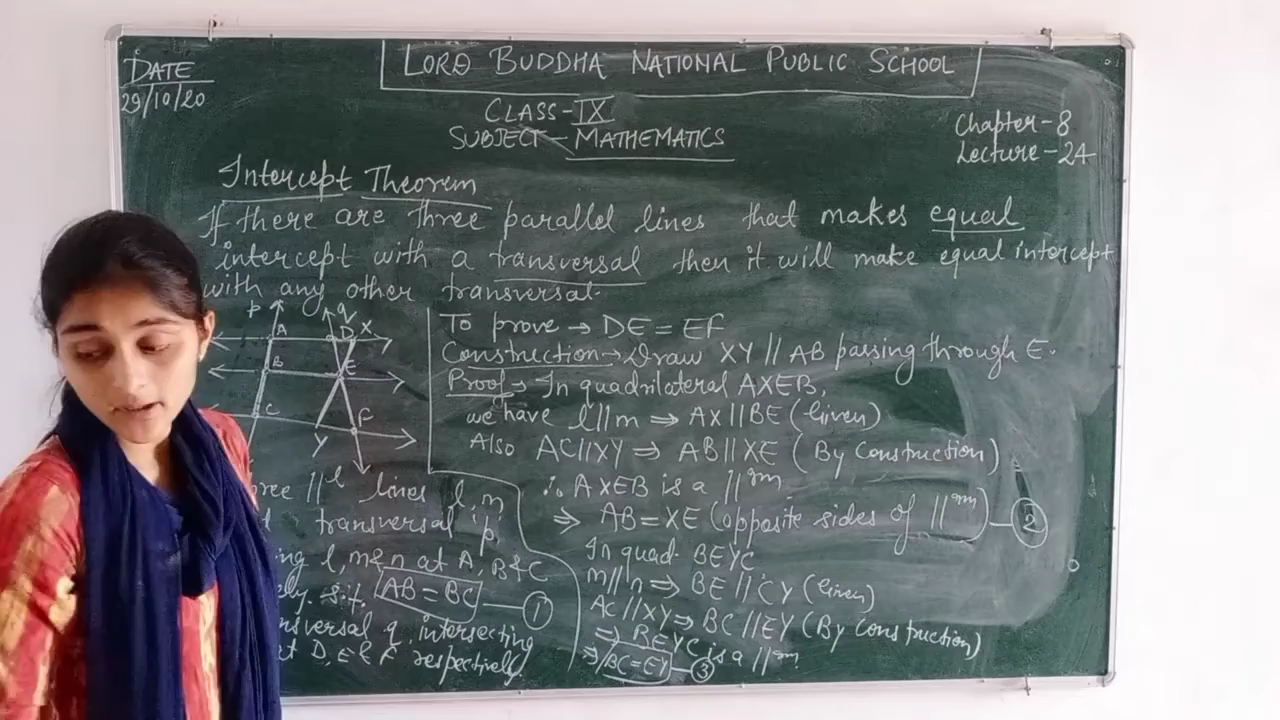 DATE
29/10/20
LORD BUDDHA NATIONAL PUBLIC SCHOOL
CLASS-IX
SUBJECT - MATHEMATICS
Chapter-8
Lecture-24
Intercept Theorem
If there are three parallel lines that makes equal
intercept with a transversal then it will make equal intercept
with any other transversal.
p
q
A
D
X
B
E
C
F
Y
ree ||l lines l, m
transversal 'p'
ng l, m & n at A, B & C
ly s.t. AB = BC — ①
nsversal q intersecting
at D, E & F respectively.
To prove → DE = EF
Construction → Draw XY || AB passing through E.
Proof → In quadrilateral AXEB,
we have l||m ⇒ AX||BE (Given)
Also AC||XY ⇒ AB||XE (By Construction)
∴ AXEB is a ||gm
⇒ AB = XE (opposite sides of ||gm) — ②
In quad. BEYC
m||n ⇒ BE || CY (Given)
AC||XY ⇒ BC||EY (By Construction)
⇒ BEYC is a ||gm
⇒ BC = EY — ③